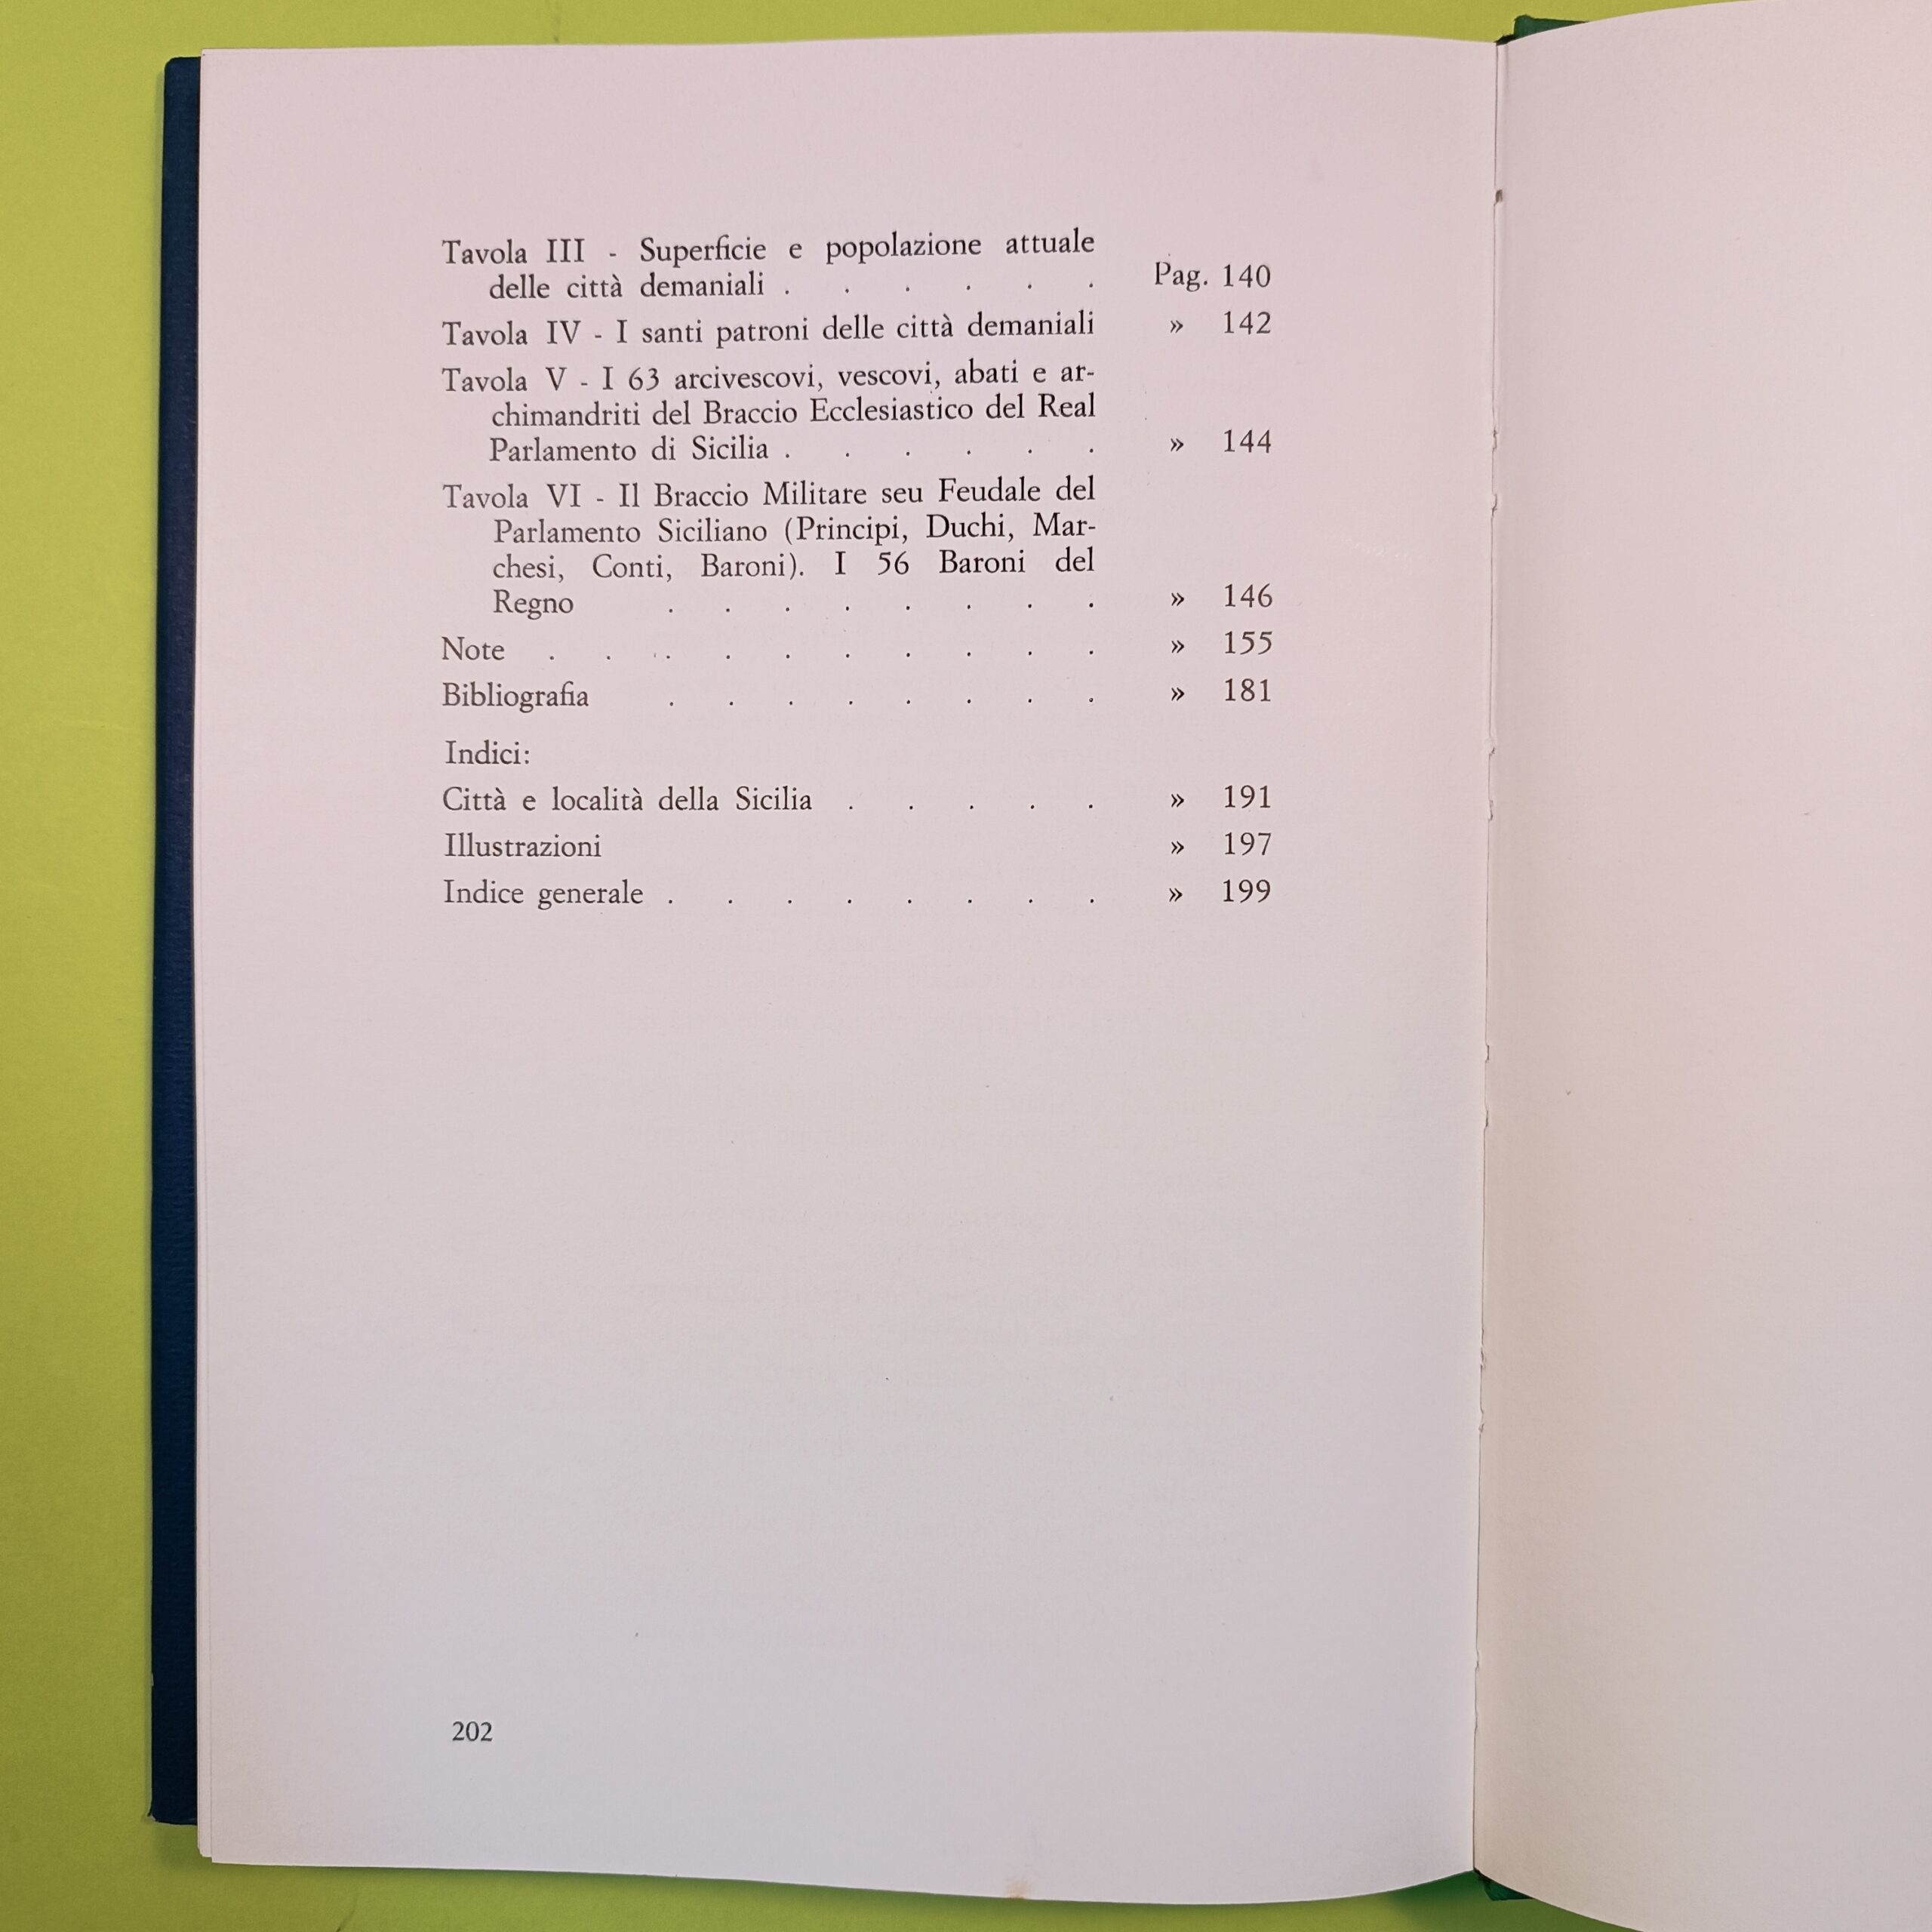 Tavola III - Superficie e popolazione attuale
delle città demaniali . . . . . . Pag. 140
Tavola IV - I santi patroni delle città demaniali » 142
Tavola V - I 63 arcivescovi, vescovi, abati e ar-
chimandriti del Braccio Ecclesiastico del Real
Parlamento di Sicilia . . . . . . » 144
Tavola VI - Il Braccio Militare seu Feudale del
Parlamento Siciliano (Principi, Duchi, Mar-
chesi, Conti, Baroni). I 56 Baroni del
Regno . . . . . . . . » 146
Note . . . . . . . . . . » 155
Bibliografia . . . . . . . . » 181
Indici:
Città e località della Sicilia . . . . . » 191
Illustrazioni » 197
Indice generale . . . . . . . . » 199
202